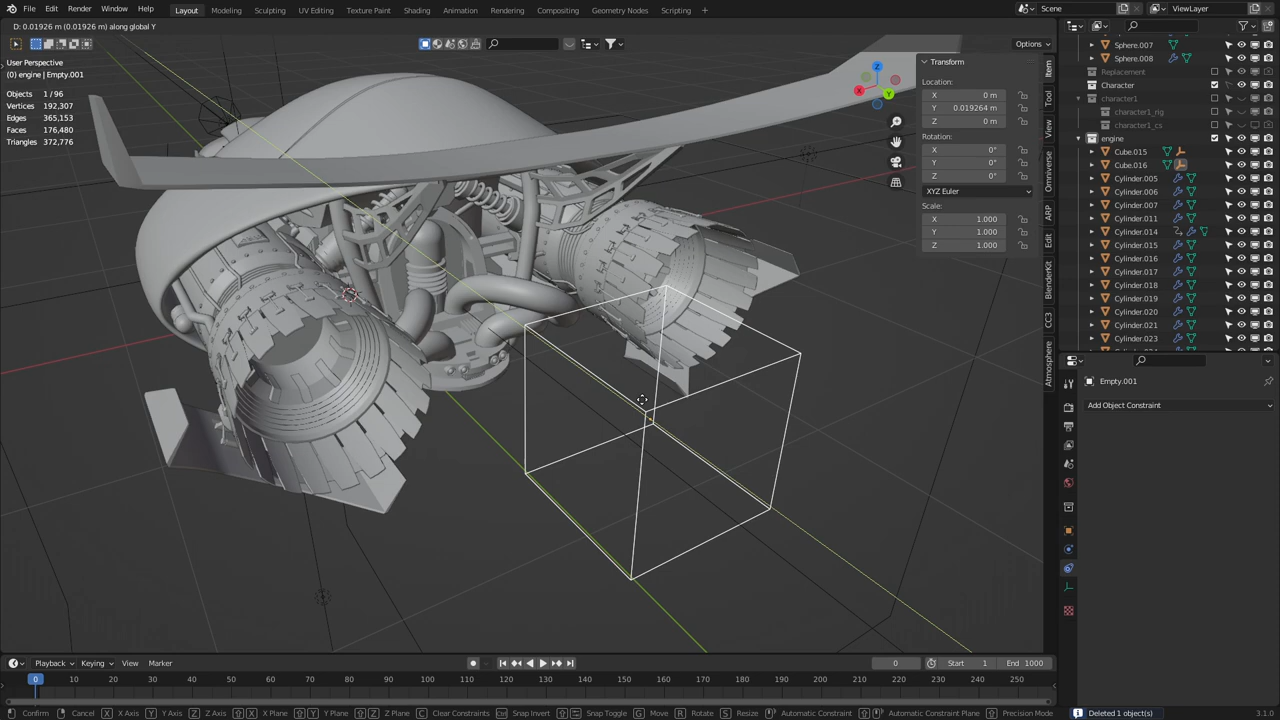 File Edit Render Window Help Layout Modeling Sculpting UV Editing Texture Paint Shading Animation Rendering Compositing Geometry Nodes Scripting + Scene ViewLayer
D: 0.01926 m (0.01926 m) along global Y
Options
User Perspective
(0) engine | Empty.001
Objects 1 / 96
Vertices 192,307
Edges 365,153
Faces 176,480
Triangles 372,776
Z
X
Y
Transform
Location:
X 0 m
Y 0.019264 m
Z 0 m
Rotation:
X 0°
Y 0°
Z 0°
XYZ Euler
Scale:
X 1.000
Y 1.000
Z 1.000
Item
Tool
View
Omniverse
ARP
Edit
BlenderKit
CC3
Atmosphere
Sphere.007
Sphere.008
Replacement
Character
character1
character1_rig
character1_cs
engine
Cube.015
Cube.016
Cylinder.005
Cylinder.006
Cylinder.007
Cylinder.011
Cylinder.014
Cylinder.015
Cylinder.016
Cylinder.017
Cylinder.018
Cylinder.019
Cylinder.020
Cylinder.021
Cylinder.023
Empty.001
Add Object Constraint
Playback Keying View Marker 0 Start 1 End 1000
0 10 20 30 40 50 60 70 80 90 100 110 120 130 140 150 160 170 180 190 200 210 220 230 240 250
Confirm Cancel X X Axis Y Y Axis Z Z Axis X X Plane Y Y Plane Z Z Plane C Clear Constraints Snap Invert Snap Toggle G Move R Rotate S Resize Automatic Constraint Automatic Constraint Plane Precision Mode Deleted 1 object(s) 3.1.0